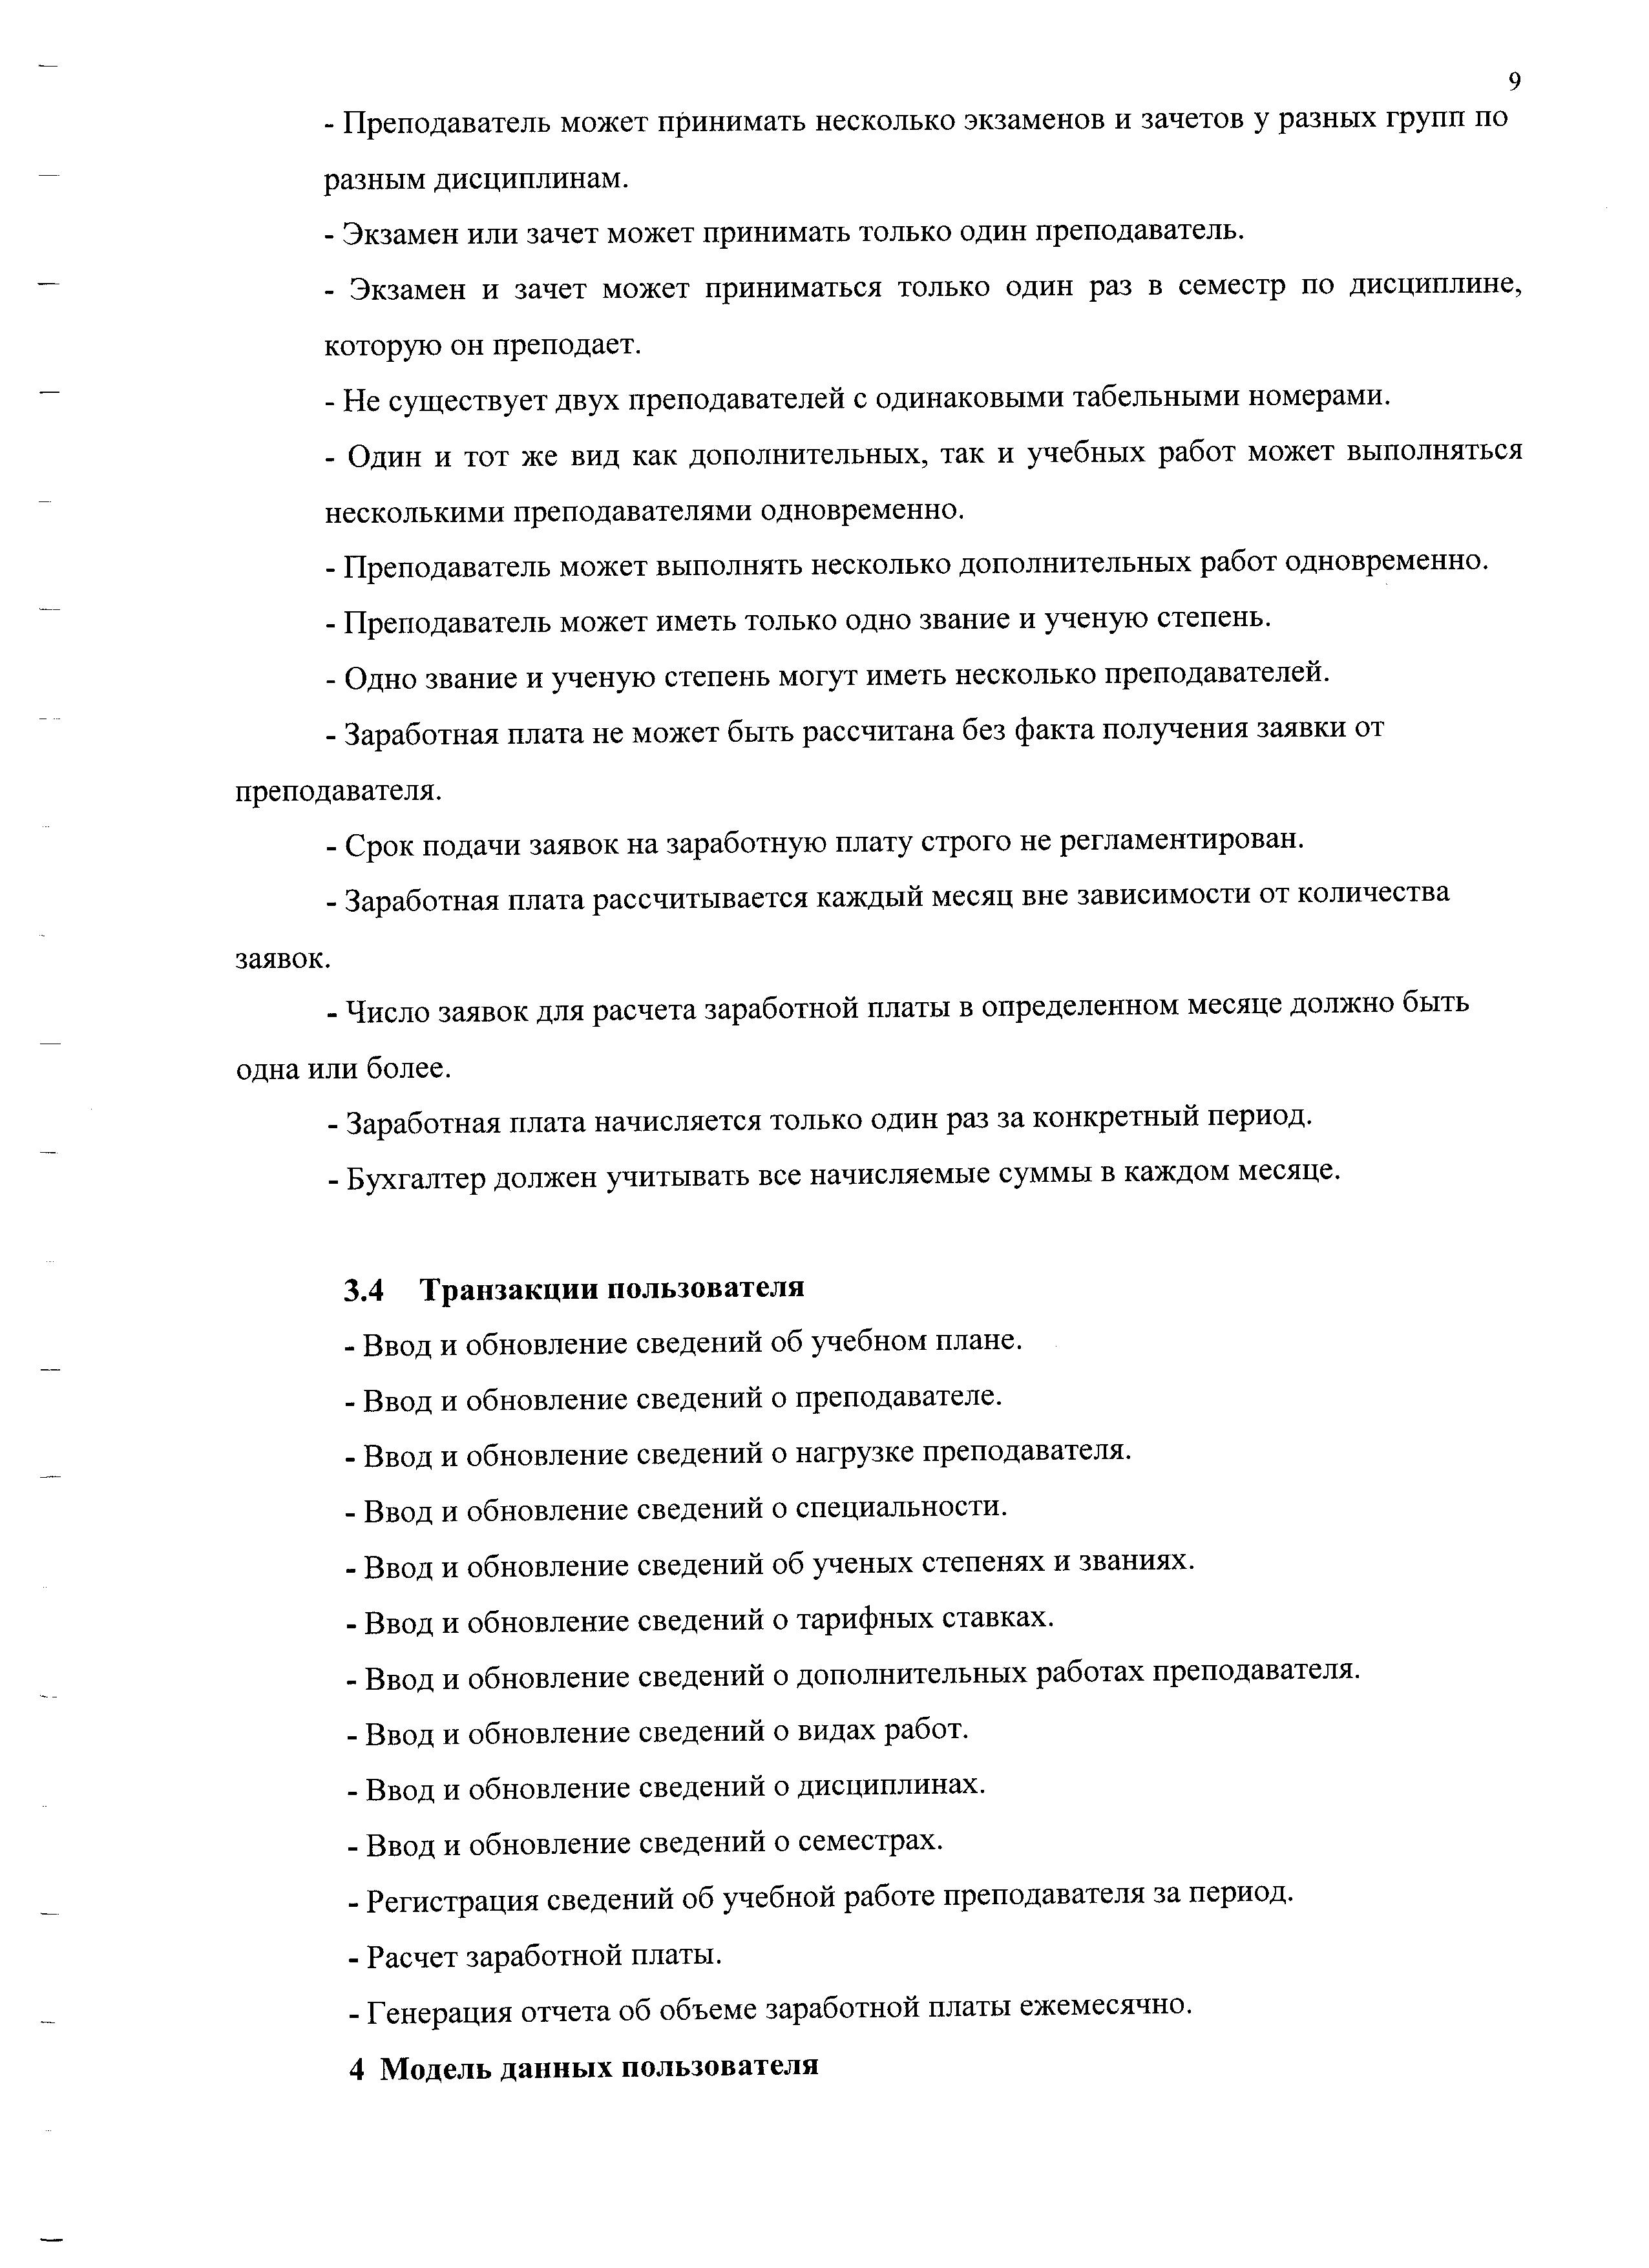 9
- Преподаватель может принимать несколько экзаменов и зачетов у разных групп по
разным дисциплинам.
- Экзамен или зачет может принимать только один преподаватель.
- Экзамен и зачет может приниматься только один раз в семестр по дисциплине,
которую он преподает.
- Не существует двух преподавателей с одинаковыми табельными номерами.
- Один и тот же вид как дополнительных, так и учебных работ может выполняться
несколькими преподавателями одновременно.
- Преподаватель может выполнять несколько дополнительных работ одновременно.
- Преподаватель может иметь только одно звание и ученую степень.
- Одно звание и ученую степень могут иметь несколько преподавателей.
- Заработная плата не может быть рассчитана без факта получения заявки от
преподавателя.
- Срок подачи заявок на заработную плату строго не регламентирован.
- Заработная плата рассчитывается каждый месяц вне зависимости от количества
заявок.
- Число заявок для расчета заработной платы в определенном месяце должно быть
одна или более.
- Заработная плата начисляется только один раз за конкретный период.
- Бухгалтер должен учитывать все начисляемые суммы в каждом месяце.
3.4 Транзакции пользователя
- Ввод и обновление сведений об учебном плане.
- Ввод и обновление сведений о преподавателе.
- Ввод и обновление сведений о нагрузке преподавателя.
- Ввод и обновление сведений о специальности.
- Ввод и обновление сведений об ученых степенях и званиях.
- Ввод и обновление сведений о тарифных ставках.
- Ввод и обновление сведений о дополнительных работах преподавателя.
- Ввод и обновление сведений о видах работ.
- Ввод и обновление сведений о дисциплинах.
- Ввод и обновление сведений о семестрах.
- Регистрация сведений об учебной работе преподавателя за период.
- Расчет заработной платы.
- Генерация отчета об объеме заработной платы ежемесячно.
4 Модель данных пользователя